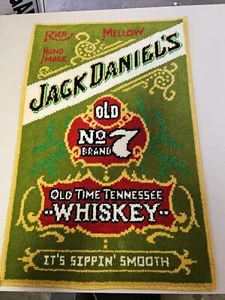 RICH MELLOW
HAND MADE
JACK DANIEL'S
OLD
No 7
BRAND
OLD TIME TENNESSEE
--WHISKEY--
IT'S SIPPIN' SMOOTH